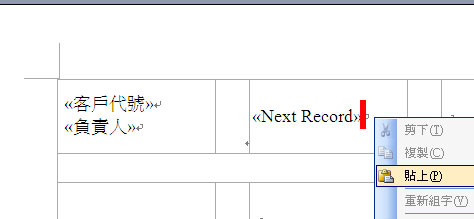 «客戶代號»
«負責人»
«Next Record»
剪下(T)
複製(C)
貼上(P)
重新組字(V)